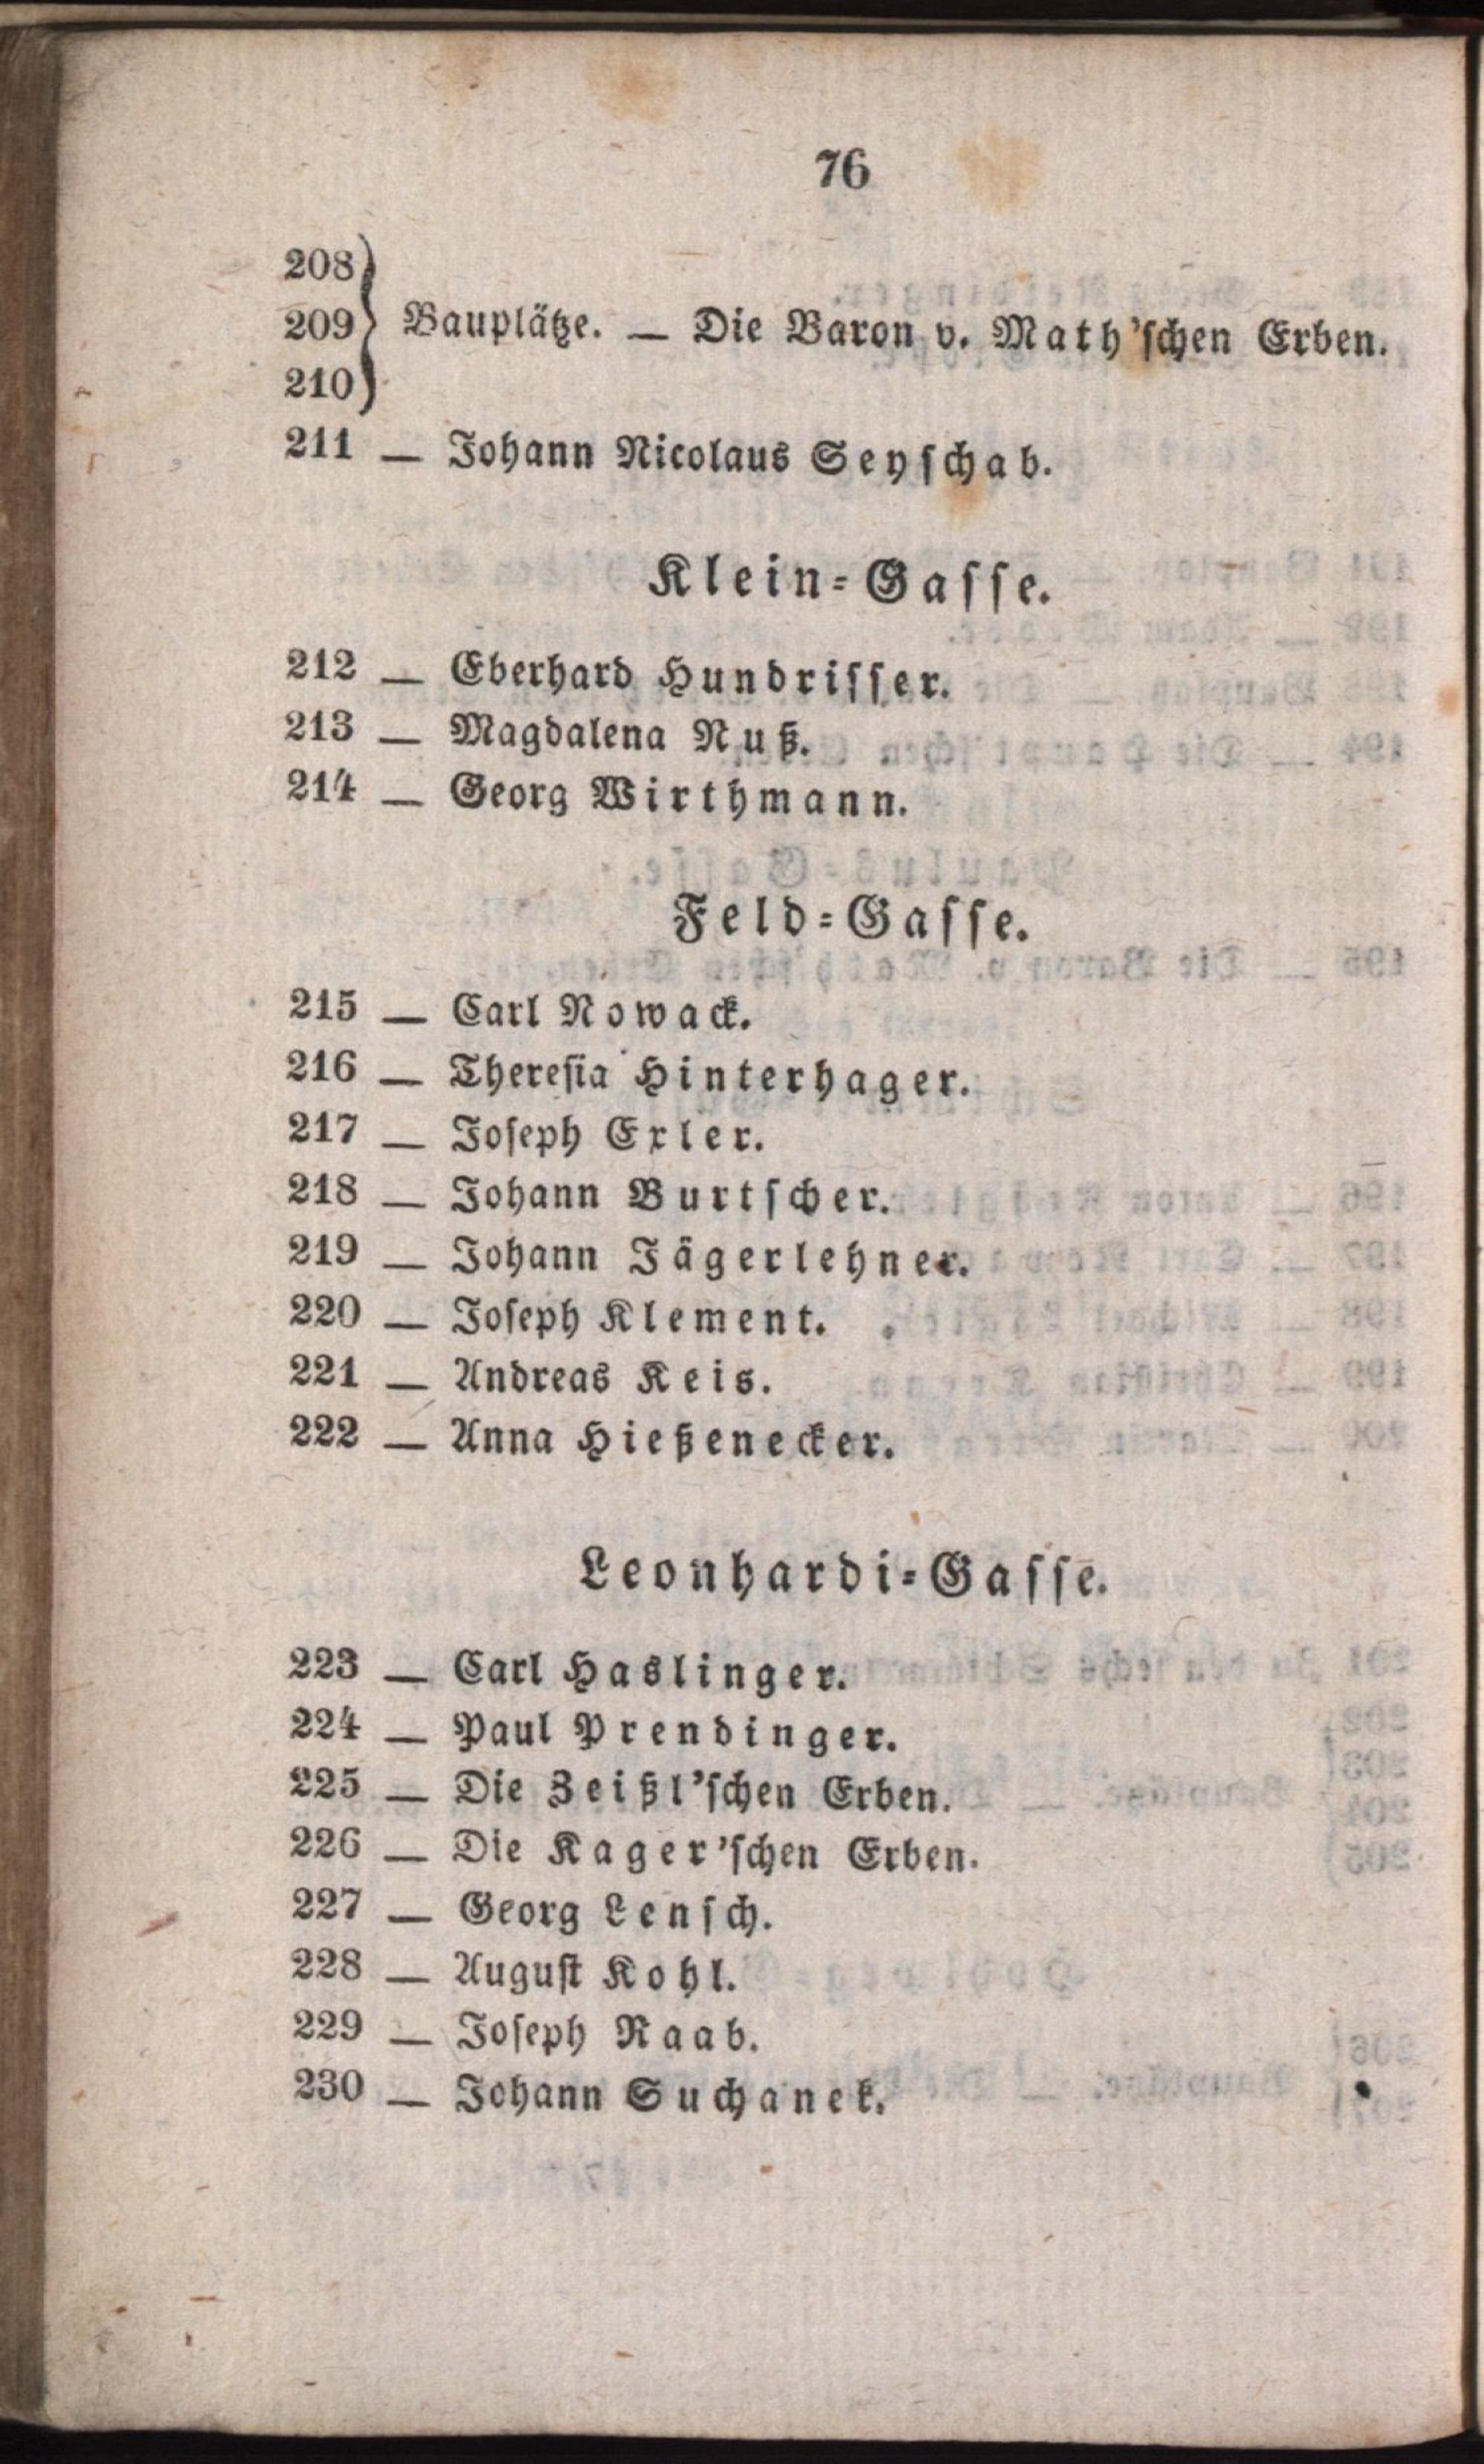 76
208
209 } Bauplätze. — Die Baron v. Math'schen Erben.
210
211 — Johann Nicolaus Seyschab.
Klein-Gasse.
212 — Eberhard Hundrisser.
213 — Magdalena Nuß.
214 — Georg Wirthmann.
Feld-Gasse.
215 — Carl Nowack.
216 — Theresia Hinterhager.
217 — Joseph Exler.
218 — Johann Burtscher.
219 — Johann Jägerlehner.
220 — Joseph Klement.
221 — Andreas Keis.
222 — Anna Hießenecker.
Leonhardi-Gasse.
223 — Carl Haslinger.
224 — Paul Prendinger.
225 — Die Zeißl'schen Erben.
226 — Die Kager'schen Erben.
227 — Georg Lensch.
228 — August Kohl.
229 — Joseph Raab.
230 — Johann Suchanek.